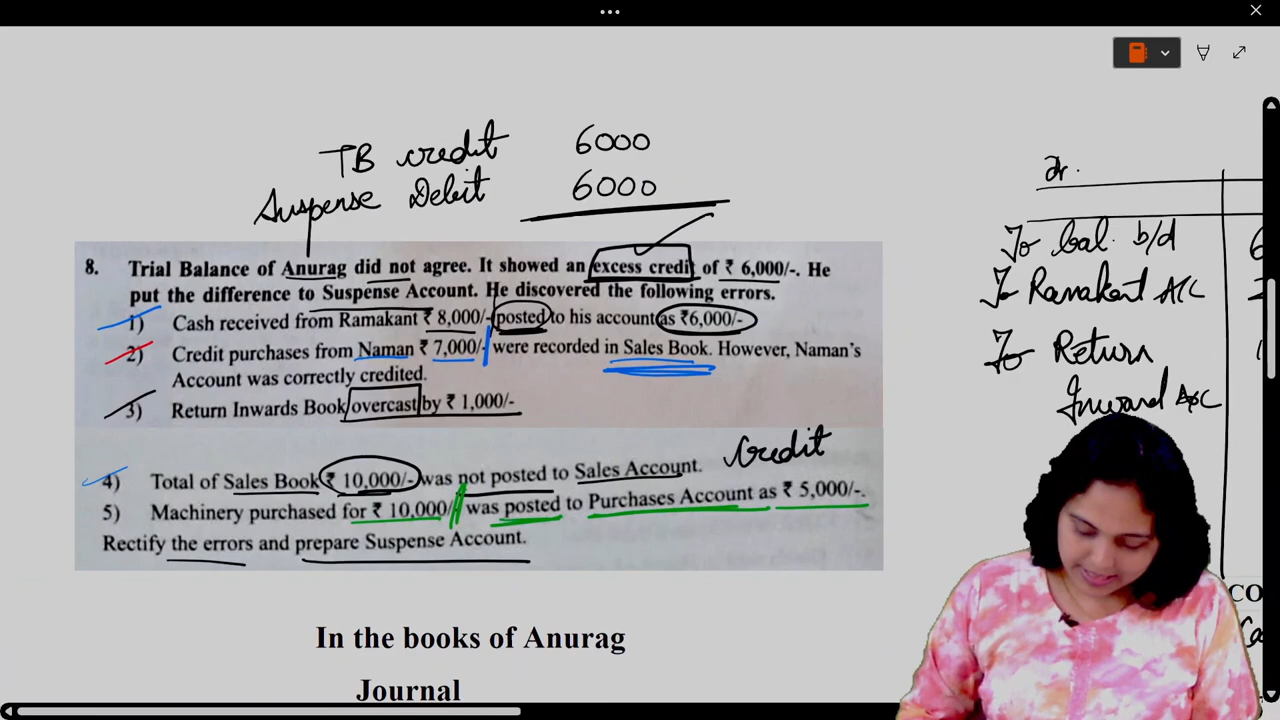 TB credit 6000
Suspense Debit 6000
8. Trial Balance of Anurag did not agree. It showed an excess credit of ₹ 6,000/-. He
put the difference to Suspense Account. He discovered the following errors.
1) Cash received from Ramakant ₹ 8,000/- posted to his account as ₹6,000/-
2) Credit purchases from Naman ₹ 7,000/- were recorded in Sales Book. However, Naman's
Account was correctly credited.
3) Return Inwards Book overcast by ₹ 1,000/-
credit
4) Total of Sales Book ₹ 10,000/- was not posted to Sales Account.
5) Machinery purchased for ₹ 10,000/- was posted to Purchases Account as ₹ 5,000/-.
Rectify the errors and prepare Suspense Account.
In the books of Anurag
Journal
Dr.
To bal. b/d 6
To Ramakant A/C
To Return
Inward A/C
CO